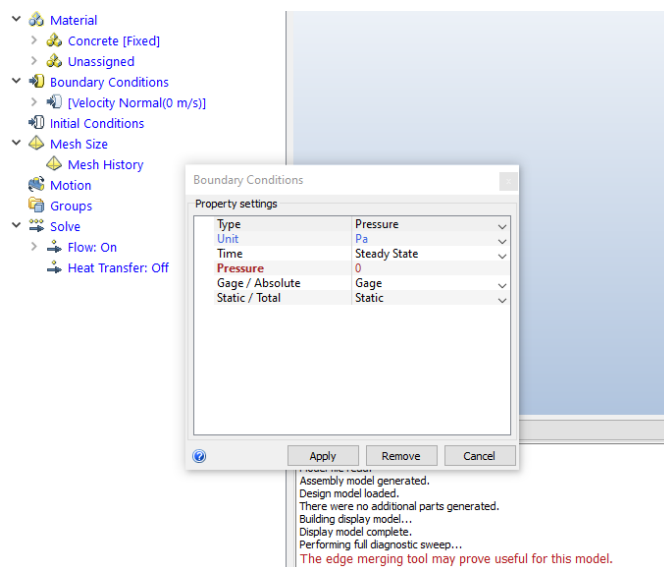 Material
Concrete [Fixed]
Unassigned
Boundary Conditions
[Velocity Normal(0 m/s)]
Initial Conditions
Mesh Size
Mesh History
Motion
Groups
Solve
Flow: On
Heat Transfer: Off
Boundary Conditions
Property settings
Type Pressure
Unit Pa
Time Steady State
Pressure 0
Gage / Absolute Gage
Static / Total Static
Apply Remove Cancel
Model file read.
Assembly model generated.
Design model loaded.
There were no additional parts generated.
Building display model...
Display model complete.
Performing full diagnostic sweep...
The edge merging tool may prove useful for this model.